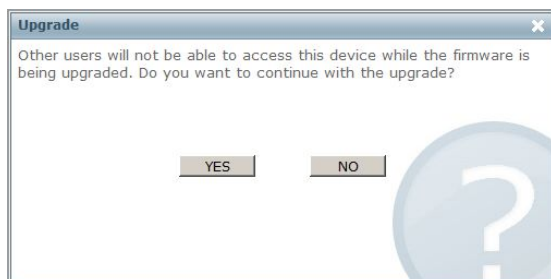 Upgrade
Other users will not be able to access this device while the firmware is
being upgraded. Do you want to continue with the upgrade?
YES NO